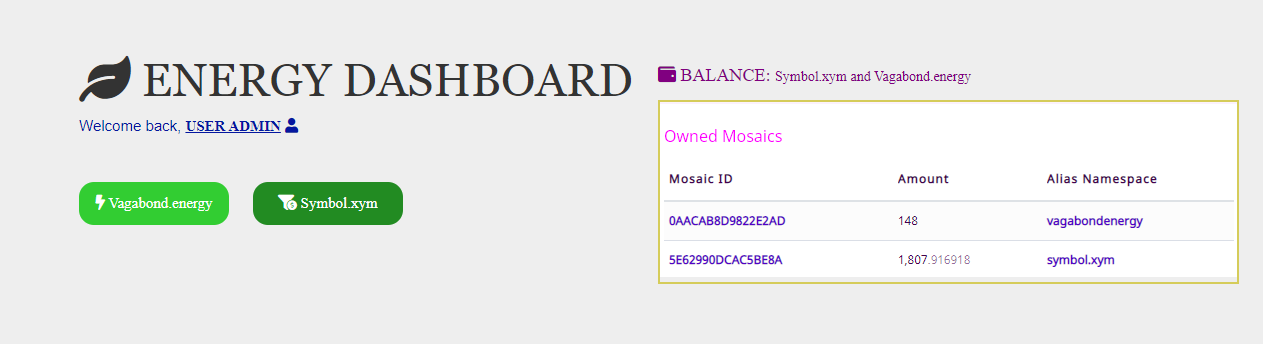 ENERGY DASHBOARD
Welcome back, USER ADMIN
Vagabond.energy
Symbol.xym
BALANCE: Symbol.xym and Vagabond.energy
Owned Mosaics
Mosaic ID Amount Alias Namespace
0AACAB8D9822E2AD 148 vagabondenergy
5E62990DCAC5BE8A 1,807.916918 symbol.xym